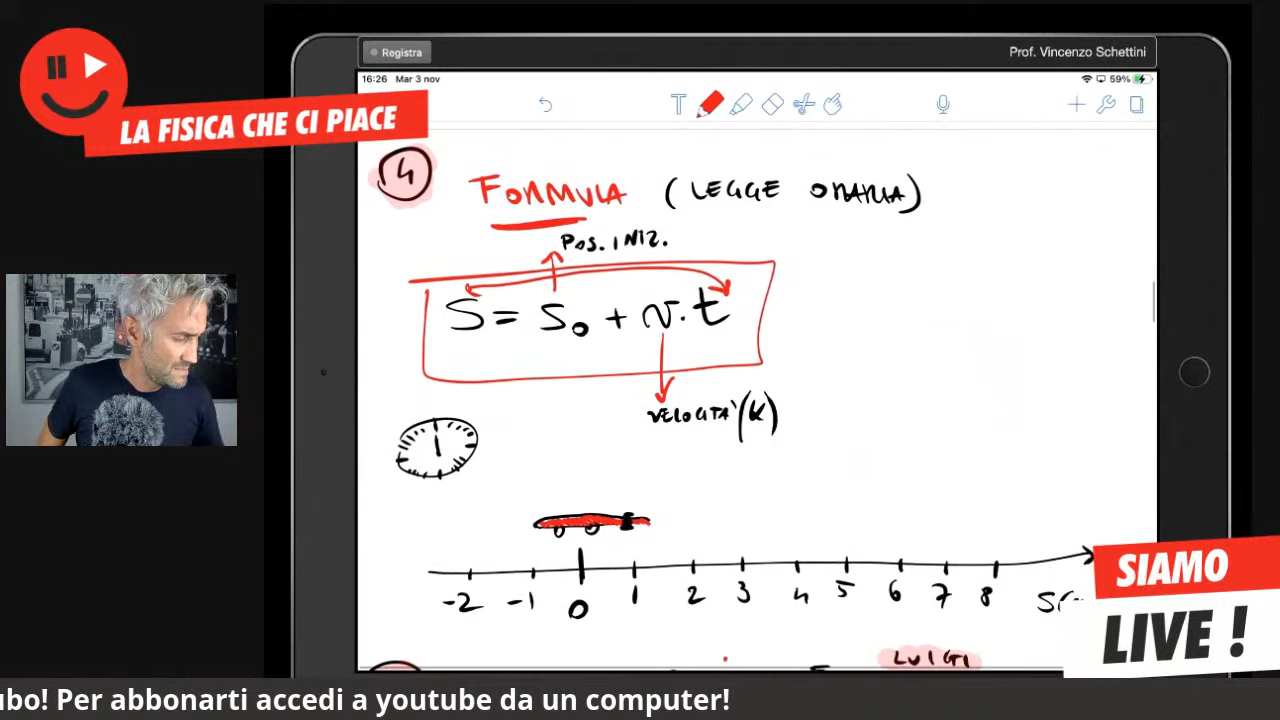 Registra
Prof. Vincenzo Schettini
16:26 Mar 3 nov
59%
LA FISICA CHE CI PIACE
T
4
FORMULA (LEGGE ORARIA)
POS. INIZ.
S = S₀ + v · t
VELOCITA' (K)
-2 -1 0 1 2 3 4 5 6 7 8
SIAMO
LIVE !
LUIGI
ubo! Per abbonarti accedi a youtube da un computer!